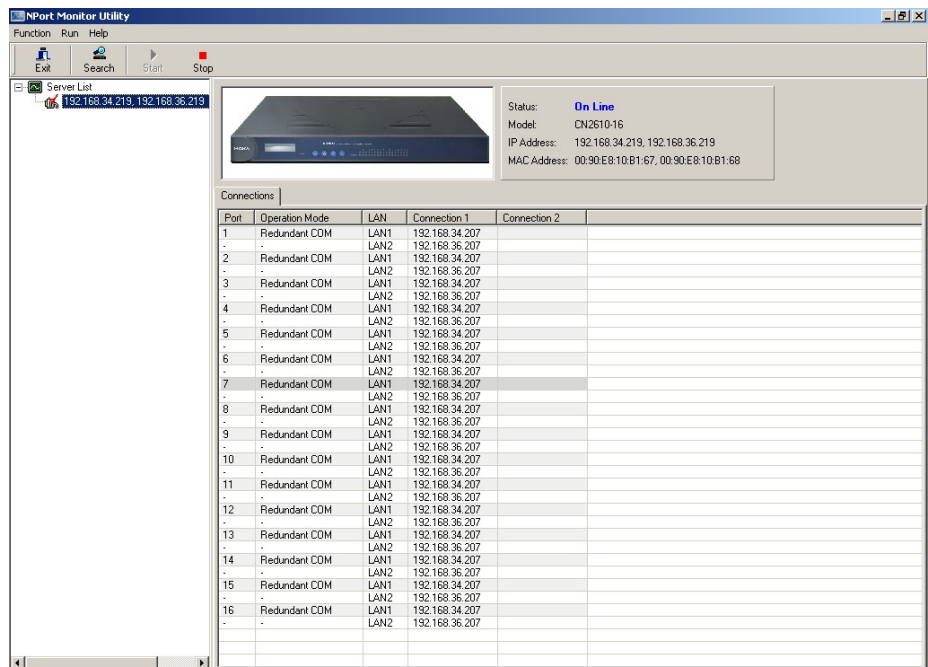 NPort Monitor Utility
Function Run Help
Exit Search Start Stop
Server List
192.168.34.219, 192.168.36.219
MOXA
Status: On Line
Model: CN2610-16
IP Address: 192.168.34.219, 192.168.36.219
MAC Address: 00:90:E8:10:B1:67, 00:90:E8:10:B1:68
Connections
Port Operation Mode LAN Connection 1 Connection 2
1 Redundant COM LAN1 192.168.34.207
- - LAN2 192.168.36.207
2 Redundant COM LAN1 192.168.34.207
- - LAN2 192.168.36.207
3 Redundant COM LAN1 192.168.34.207
- - LAN2 192.168.36.207
4 Redundant COM LAN1 192.168.34.207
- - LAN2 192.168.36.207
5 Redundant COM LAN1 192.168.34.207
- - LAN2 192.168.36.207
6 Redundant COM LAN1 192.168.34.207
- - LAN2 192.168.36.207
7 Redundant COM LAN1 192.168.34.207
- - LAN2 192.168.36.207
8 Redundant COM LAN1 192.168.34.207
- - LAN2 192.168.36.207
9 Redundant COM LAN1 192.168.34.207
- - LAN2 192.168.36.207
10 Redundant COM LAN1 192.168.34.207
- - LAN2 192.168.36.207
11 Redundant COM LAN1 192.168.34.207
- - LAN2 192.168.36.207
12 Redundant COM LAN1 192.168.34.207
- - LAN2 192.168.36.207
13 Redundant COM LAN1 192.168.34.207
- - LAN2 192.168.36.207
14 Redundant COM LAN1 192.168.34.207
- - LAN2 192.168.36.207
15 Redundant COM LAN1 192.168.34.207
- - LAN2 192.168.36.207
16 Redundant COM LAN1 192.168.34.207
- - LAN2 192.168.36.207